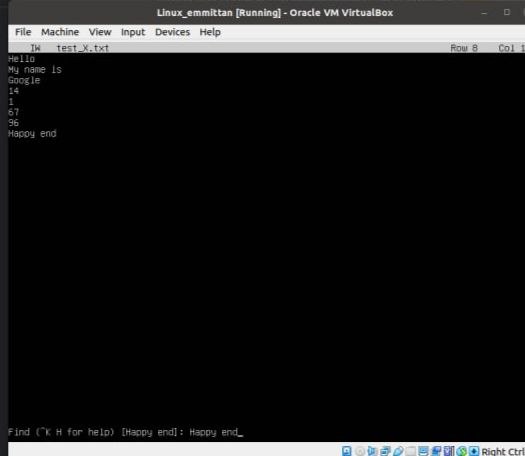 Linux_emmittan [Running] - Oracle VM VirtualBox
File Machine View Input Devices Help
IW test_X.txt Row 8 Col 1
Hello
My name is
Google
14
1
67
96
Happy end
Find (^K H for help) [Happy end]: Happy end_
Right Ctrl